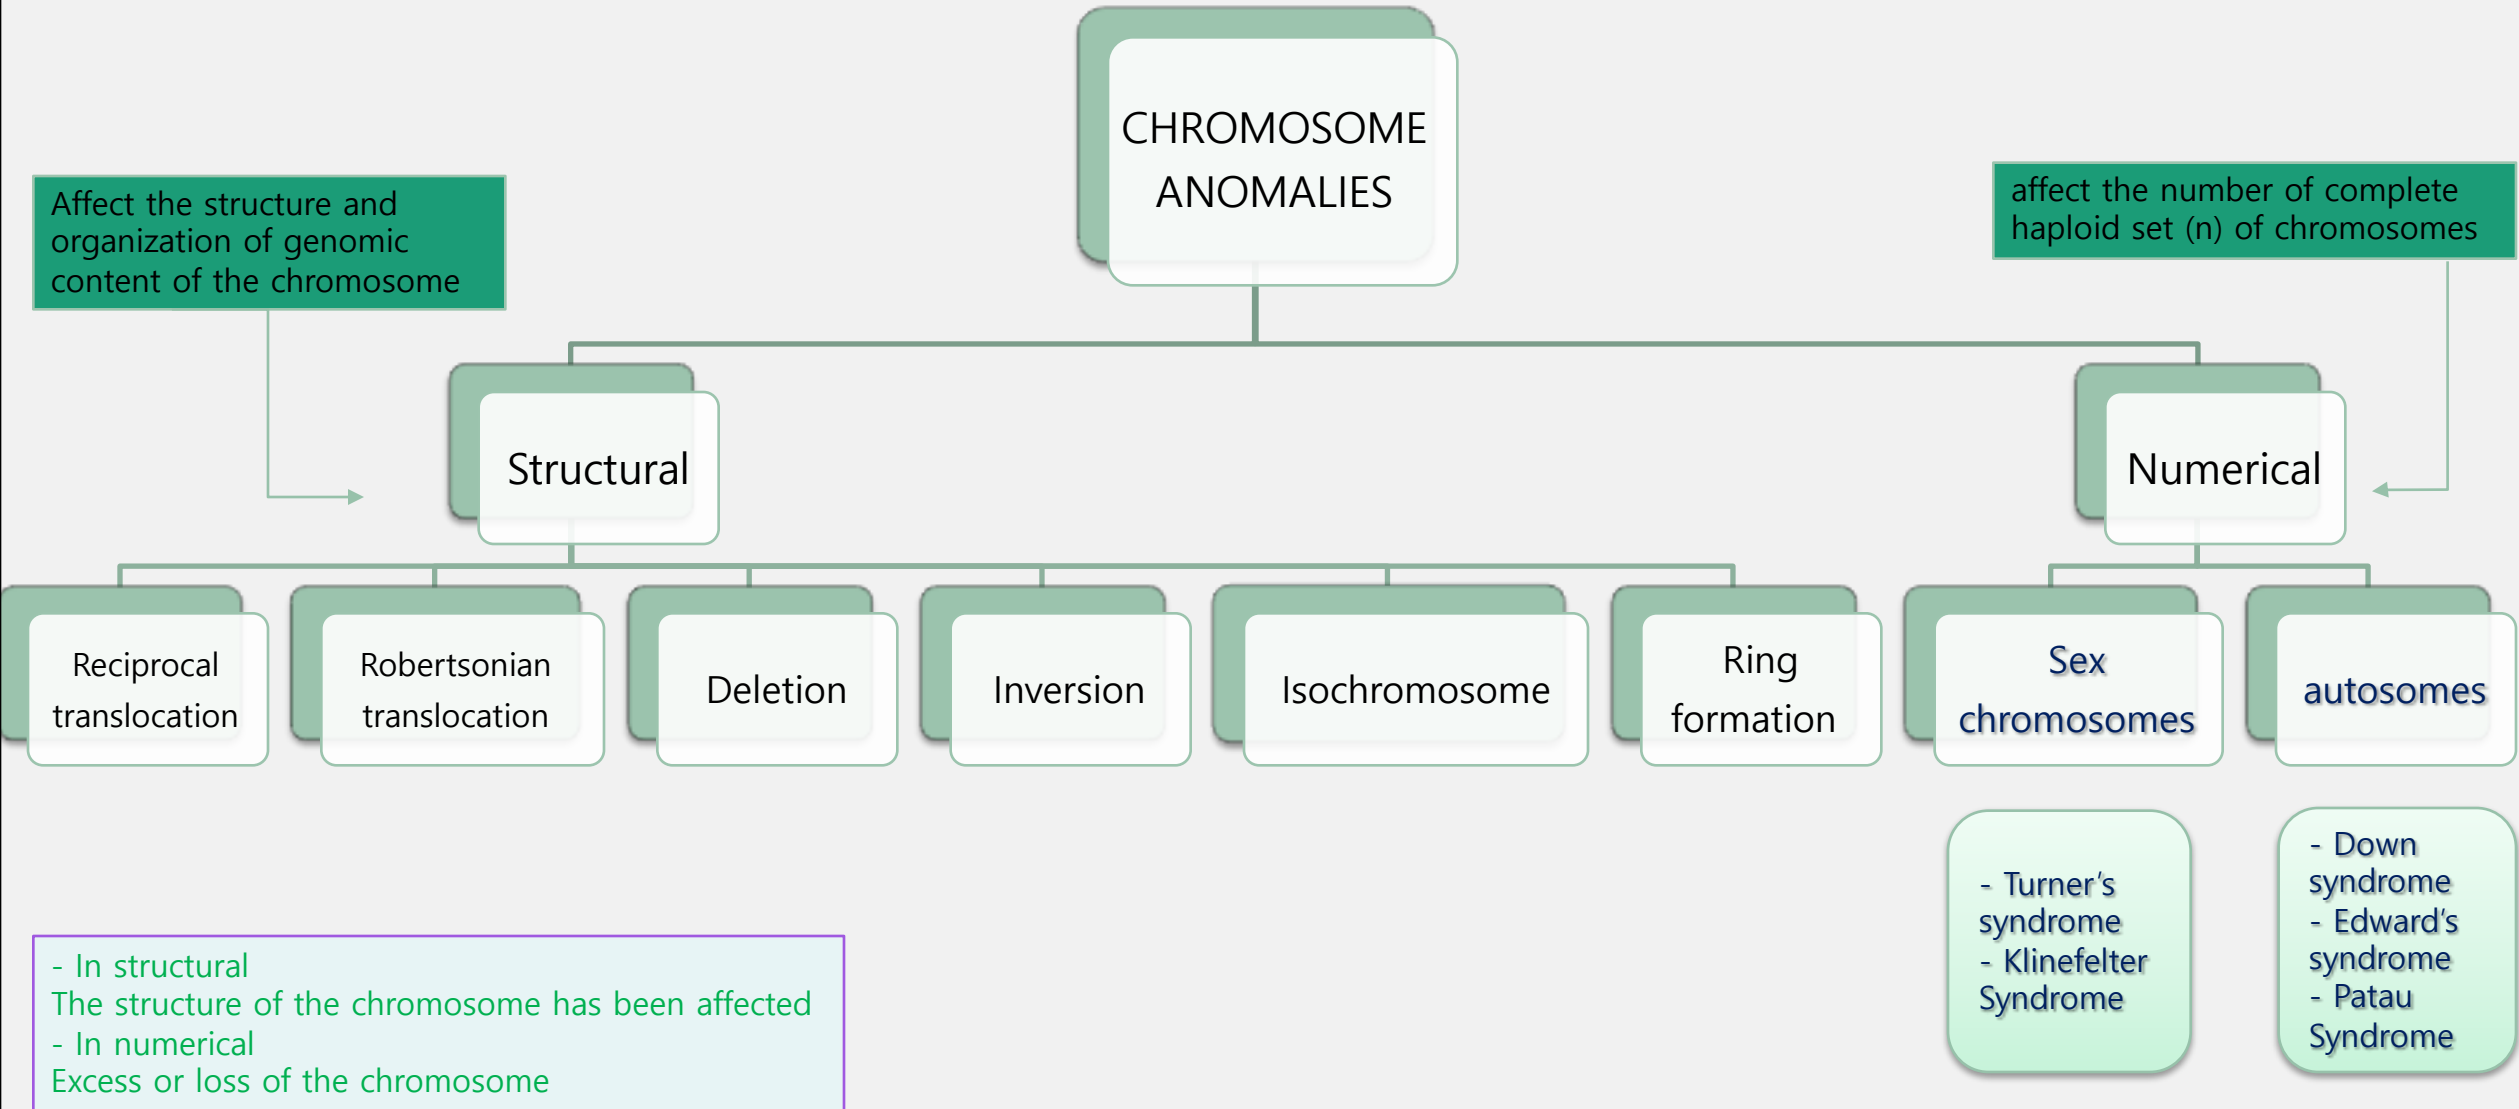 CHROMOSOME
ANOMALIES
Affect the structure and
organization of genomic
content of the chromosome
affect the number of complete
haploid set (n) of chromosomes
Structural
Numerical
Reciprocal
translocation
Robertsonian
translocation
Deletion
Inversion
Isochromosome
Ring
formation
Sex
chromosomes
autosomes
- Turner’s
syndrome
- Klinefelter
Syndrome
- Down
syndrome
- Edward’s
syndrome
- Patau
Syndrome
- In structural
The structure of the chromosome has been affected
- In numerical
Excess or loss of the chromosome